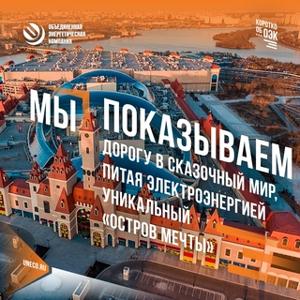 ОБЪЕДИНЕННАЯ
ЭНЕРГЕТИЧЕСКАЯ
КОМПАНИЯ
КОРОТКО
ОБ ОЭК
МЫ ПОКАЗЫВАЕМ
ДОРОГУ В СКАЗОЧНЫЙ МИР,
ПИТАЯ ЭЛЕКТРОЭНЕРГИЕЙ
УНИКАЛЬНЫЙ
«ОСТРОВ МЕЧТЫ»
UNECO.RU